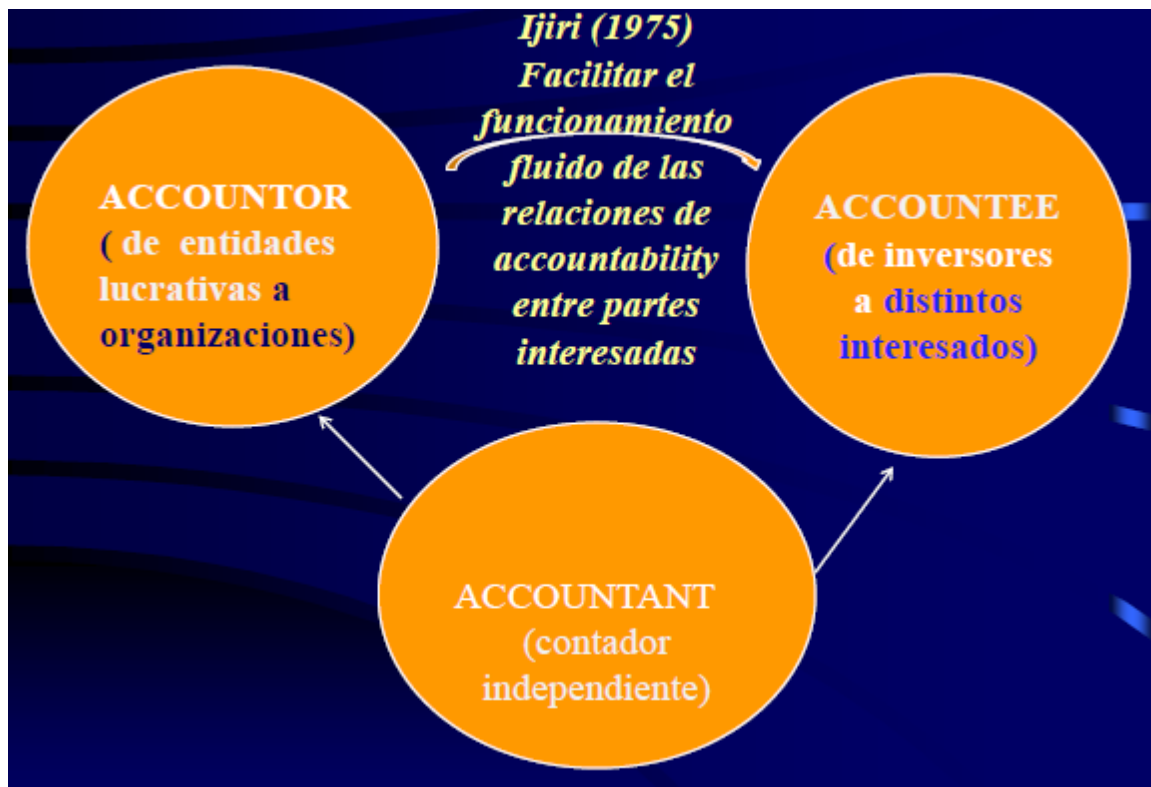 Ijiri (1975)
Facilitar el
funcionamiento
fluido de las
relaciones de
accountability
entre partes
interesadas
ACCOUNTOR
( de entidades
lucrativas a
organizaciones)
ACCOUNTEE
(de inversores
a distintos
interesados)
ACCOUNTANT
(contador
independiente)